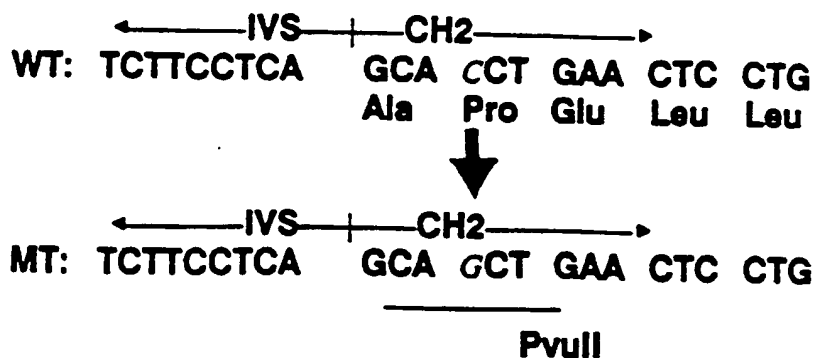 IVS CH2
WT: TCTTCCTCA GCA CCT GAA CTC CTG
Ala Pro Glu Leu Leu
IVS CH2
MT: TCTTCCTCA GCA GCT GAA CTC CTG
PvuII